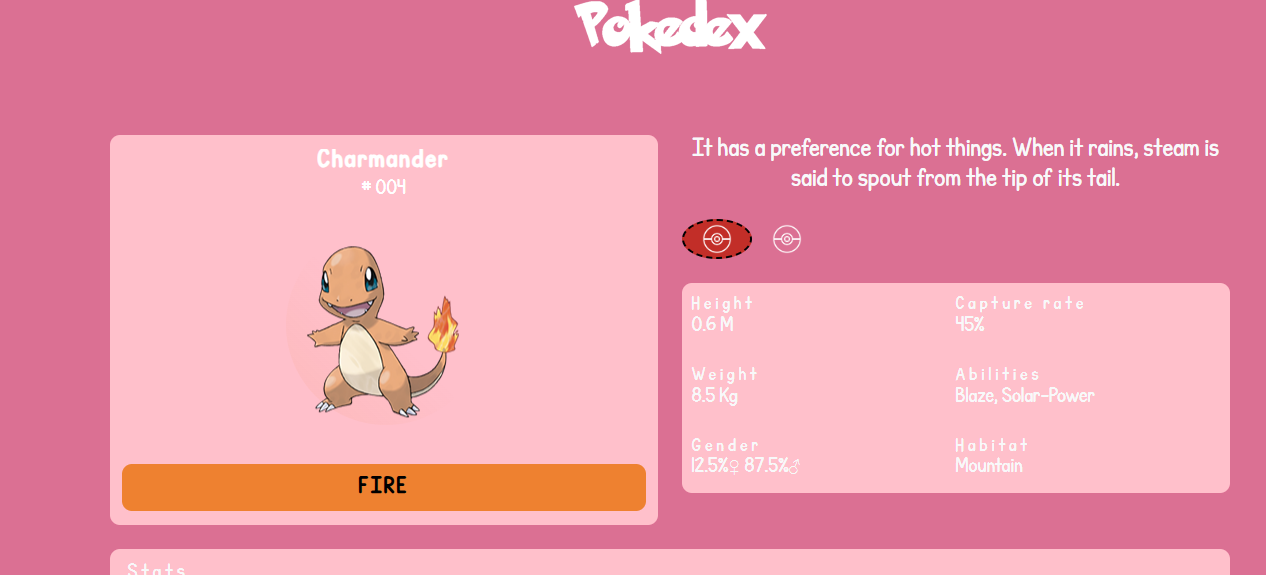 Pokedex
Charmander
# 004
FIRE
It has a preference for hot things. When it rains, steam is
said to spout from the tip of its tail.
Height
0.6 M
Capture rate
45%
Weight
8.5 Kg
Abilities
Blaze, Solar-Power
Gender
12.5%♀ 87.5%♂
Habitat
Mountain
Stats